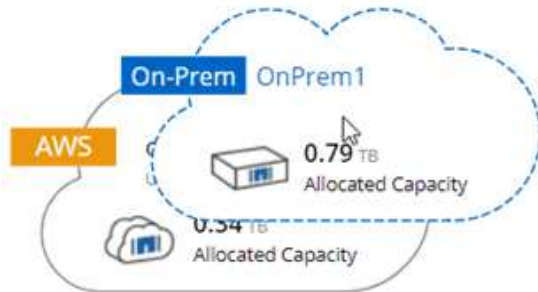 On-Prem OnPrem1
AWS
0.79 TB
Allocated Capacity
0.34 TB
Allocated Capacity